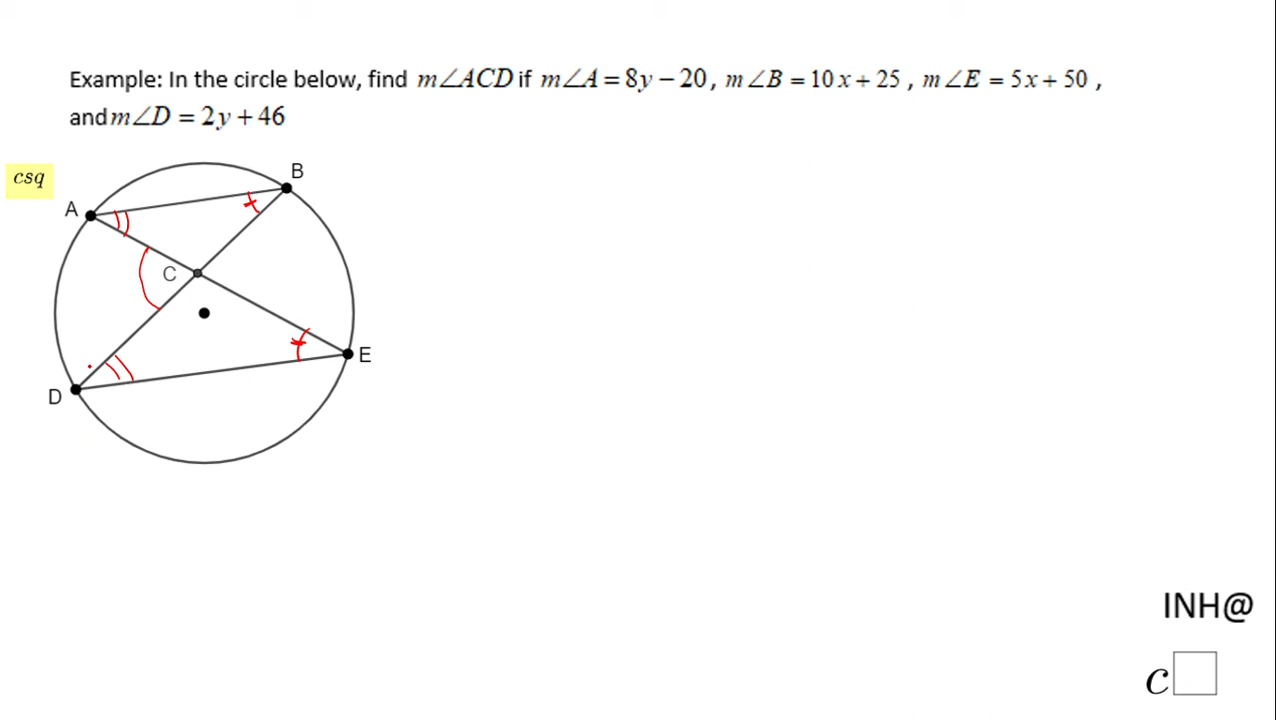 Example: In the circle below, find m∠ACD if m∠A = 8y − 20, m∠B = 10x + 25, m∠E = 5x + 50,
and m∠D = 2y + 46
csq
B
A
C
E
D
INH@
c